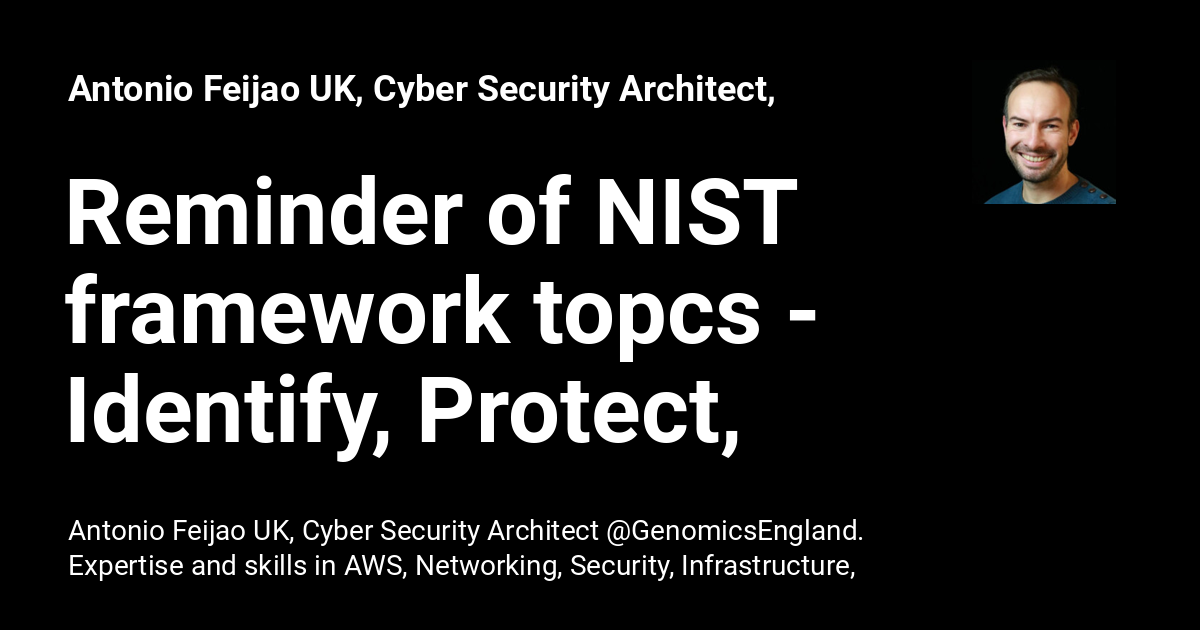 Antonio Feijao UK, Cyber Security Architect,
Reminder of NIST
framework topcs -
Identify, Protect,
Antonio Feijao UK, Cyber Security Architect @GenomicsEngland.
Expertise and skills in AWS, Networking, Security, Infrastructure,